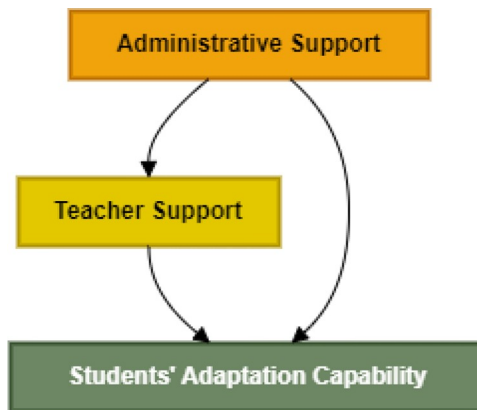 Administrative Support
Teacher Support
Students' Adaptation Capability